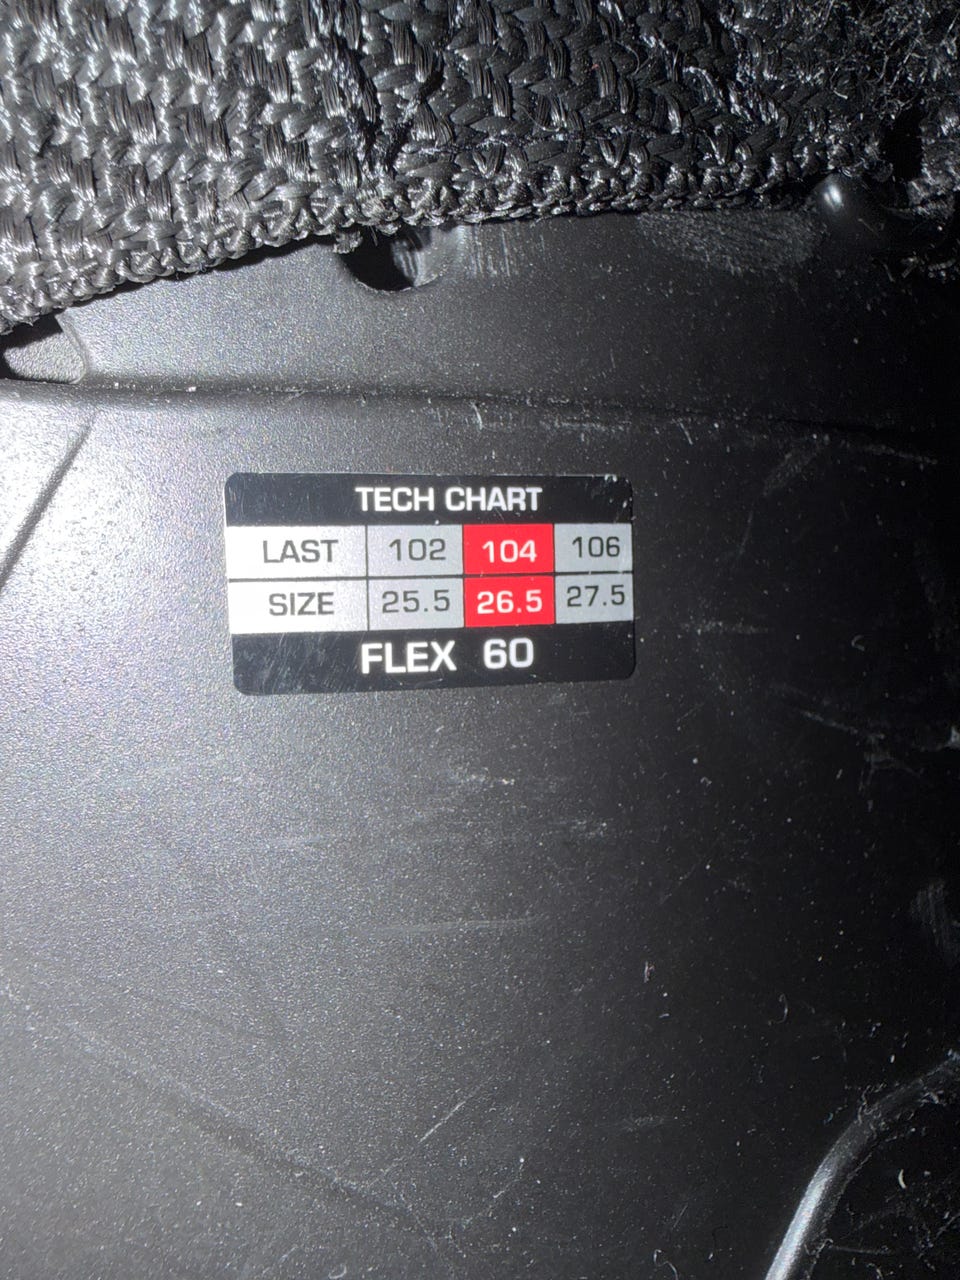 TECH CHART
LAST 102 104 106
SIZE 25.5 26.5 27.5
FLEX 60